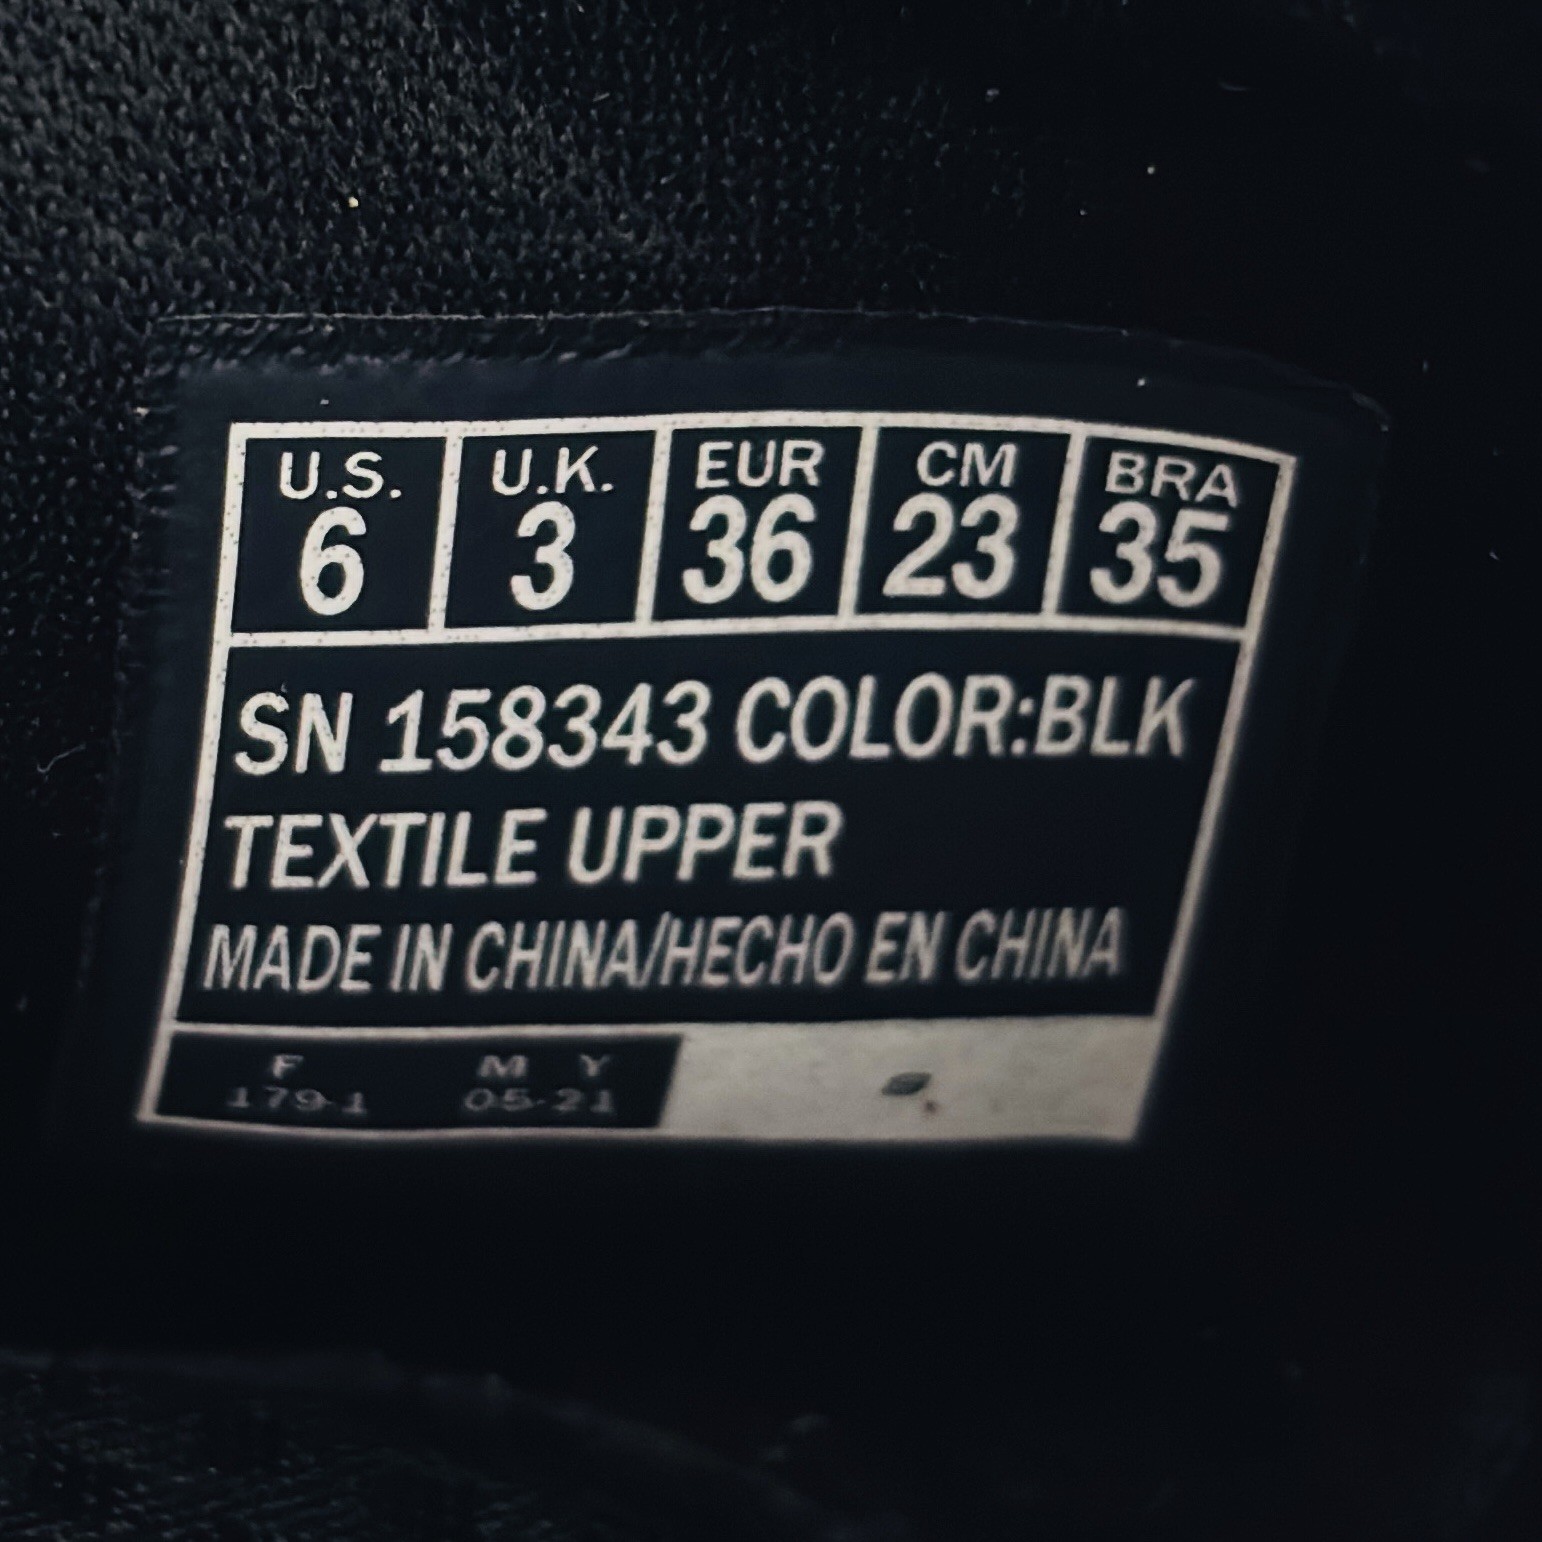 U.S. U.K. EUR CM BRA
6 3 36 23 35
SN 158343 COLOR:BLK
TEXTILE UPPER
MADE IN CHINA/HECHO EN CHINA
F M Y
179-1 05-21